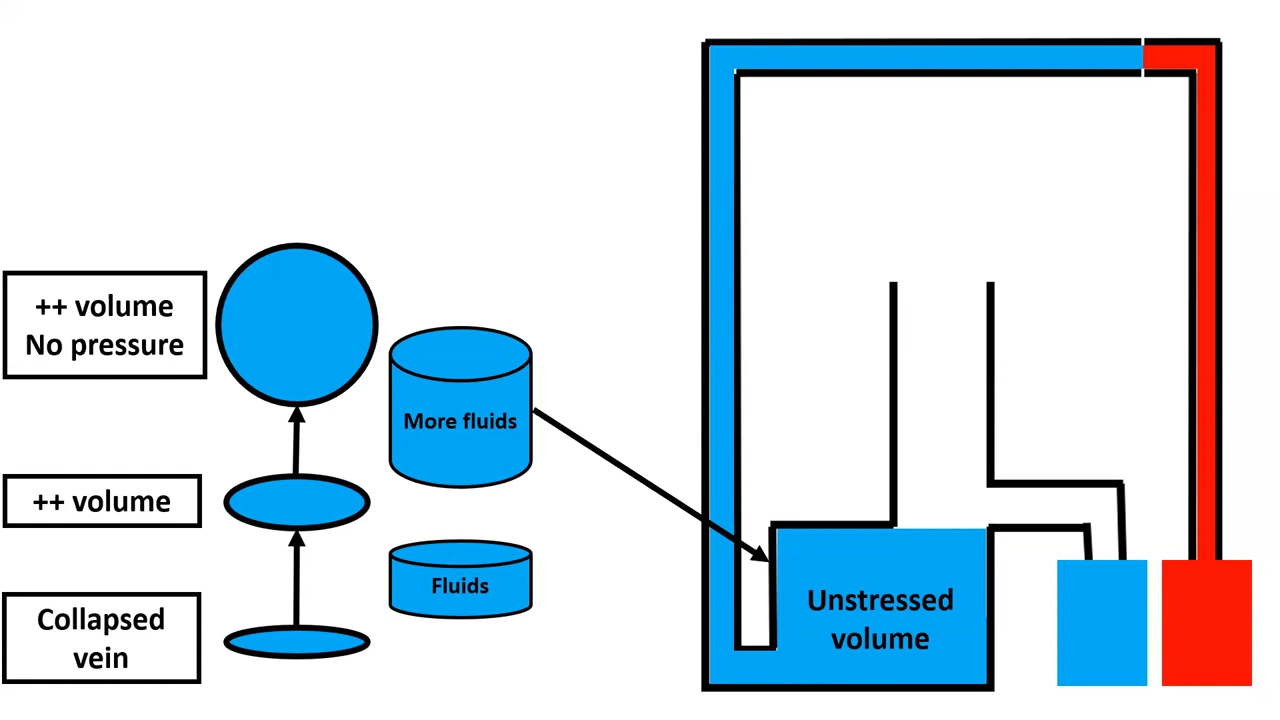 ++ volume
No pressure
More fluids
++ volume
Fluids
Collapsed
vein
Unstressed
volume